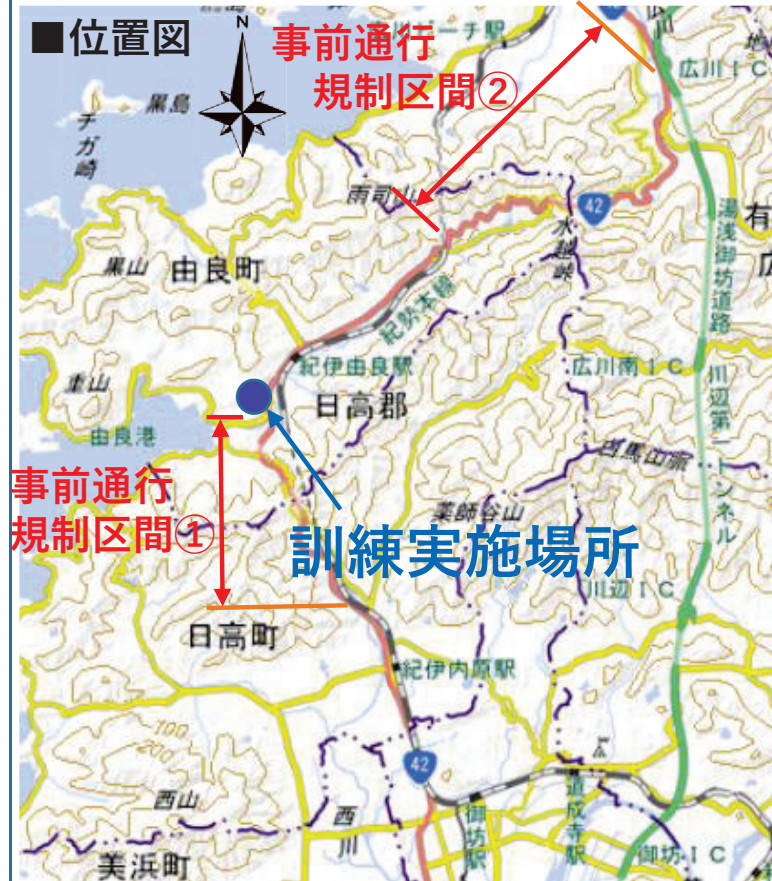 ■位置図
N
事前通行
規制区間②
42
広川IC
黒島
チガ崎
雨司山
42
水越峠
湯浅御坊道路
黒山
由良町
紀勢本線
紀伊由良駅
広川南IC
重山
日高郡
由良港
川辺第一トンネル
事前通行
規制区間①
訓練実施場所
薬師谷山
川辺IC
日高町
紀伊内原駅
100
200
42
西山
西川
御坊駅
道成寺駅
御坊IC
美浜町